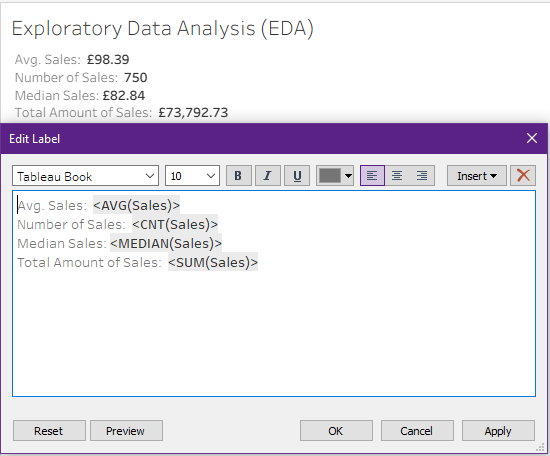 Exploratory Data Analysis (EDA)
Avg. Sales: £98.39
Number of Sales: 750
Median Sales: £82.84
Total Amount of Sales: £73,792.73
Edit Label
Tableau Book 10 B I U Insert
Avg. Sales: <AVG(Sales)>
Number of Sales: <CNT(Sales)>
Median Sales: <MEDIAN(Sales)>
Total Amount of Sales: <SUM(Sales)>
Reset Preview OK Cancel Apply